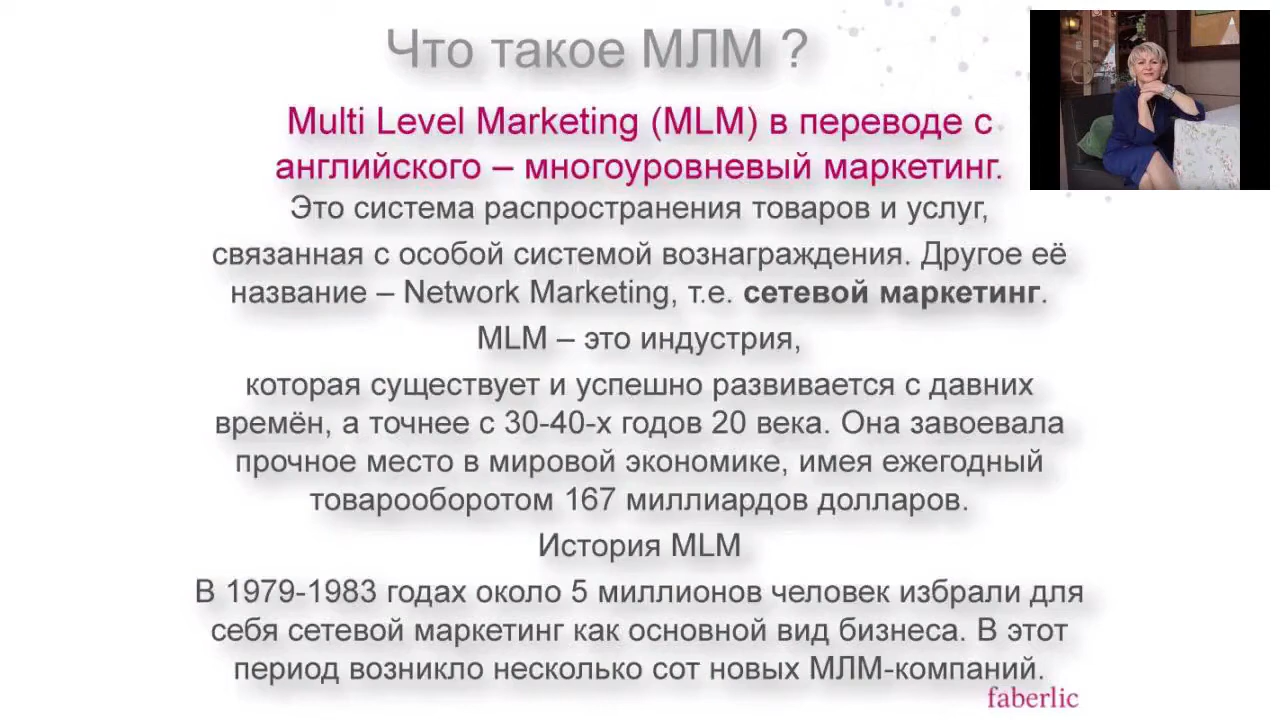 Что такое МЛМ ?
Multi Level Marketing (MLM) в переводе с
английского – многоуровневый маркетинг.
Это система распространения товаров и услуг,
связанная с особой системой вознаграждения. Другое её
название – Network Marketing, т.е. сетевой маркетинг.
MLM – это индустрия,
которая существует и успешно развивается с давних
времён, а точнее с 30-40-х годов 20 века. Она завоевала
прочное место в мировой экономике, имея ежегодный
товарооборотом 167 миллиардов долларов.
История MLM
В 1979-1983 годах около 5 миллионов человек избрали для
себя сетевой маркетинг как основной вид бизнеса. В этот
период возникло несколько сот новых МЛМ-компаний.
faberlic